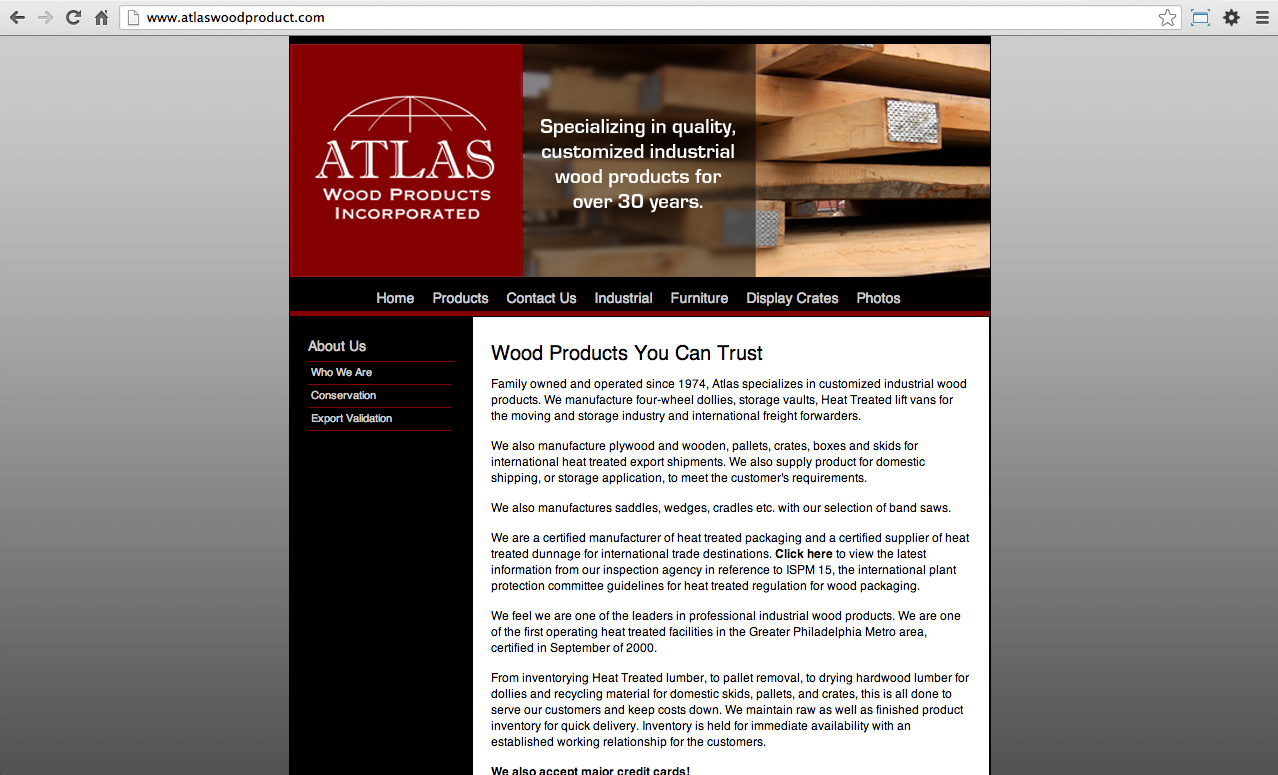 www.atlaswoodproduct.com
ATLAS
WOOD PRODUCTS
INCORPORATED
Specializing in quality,
customized industrial
wood products for
over 30 years.
Home Products Contact Us Industrial Furniture Display Crates Photos
About Us
Who We Are
Conservation
Export Validation
Wood Products You Can Trust
Family owned and operated since 1974, Atlas specializes in customized industrial wood
products. We manufacture four-wheel dollies, storage vaults, Heat Treated lift vans for
the moving and storage industry and international freight forwarders.
We also manufacture plywood and wooden, pallets, crates, boxes and skids for
international heat treated export shipments. We also supply product for domestic
shipping, or storage application, to meet the customer's requirements.
We also manufactures saddles, wedges, cradles etc. with our selection of band saws.
We are a certified manufacturer of heat treated packaging and a certified supplier of heat
treated dunnage for international trade destinations. Click here to view the latest
information from our inspection agency in reference to ISPM 15, the international plant
protection committee guidelines for heat treated regulation for wood packaging.
We feel we are one of the leaders in professional industrial wood products. We are one
of the first operating heat treated facilities in the Greater Philadelphia Metro area,
certified in September of 2000.
From inventorying Heat Treated lumber, to pallet removal, to drying hardwood lumber for
dollies and recycling material for domestic skids, pallets, and crates, this is all done to
serve our customers and keep costs down. We maintain raw as well as finished product
inventory for quick delivery. Inventory is held for immediate availability with an
established working relationship for the customers.
We also accept major credit cards!